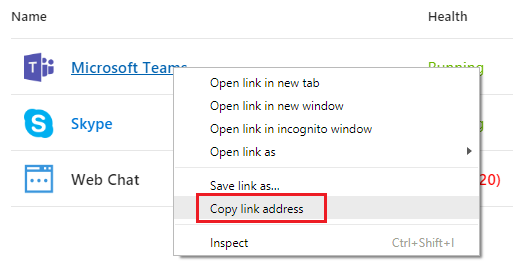 Name Health
Microsoft Teams Running
Open link in new tab
Open link in new window
Skype
Open link in incognito window
Open link as
Web Chat 20)
Save link as...
Copy link address
Inspect Ctrl+Shift+I